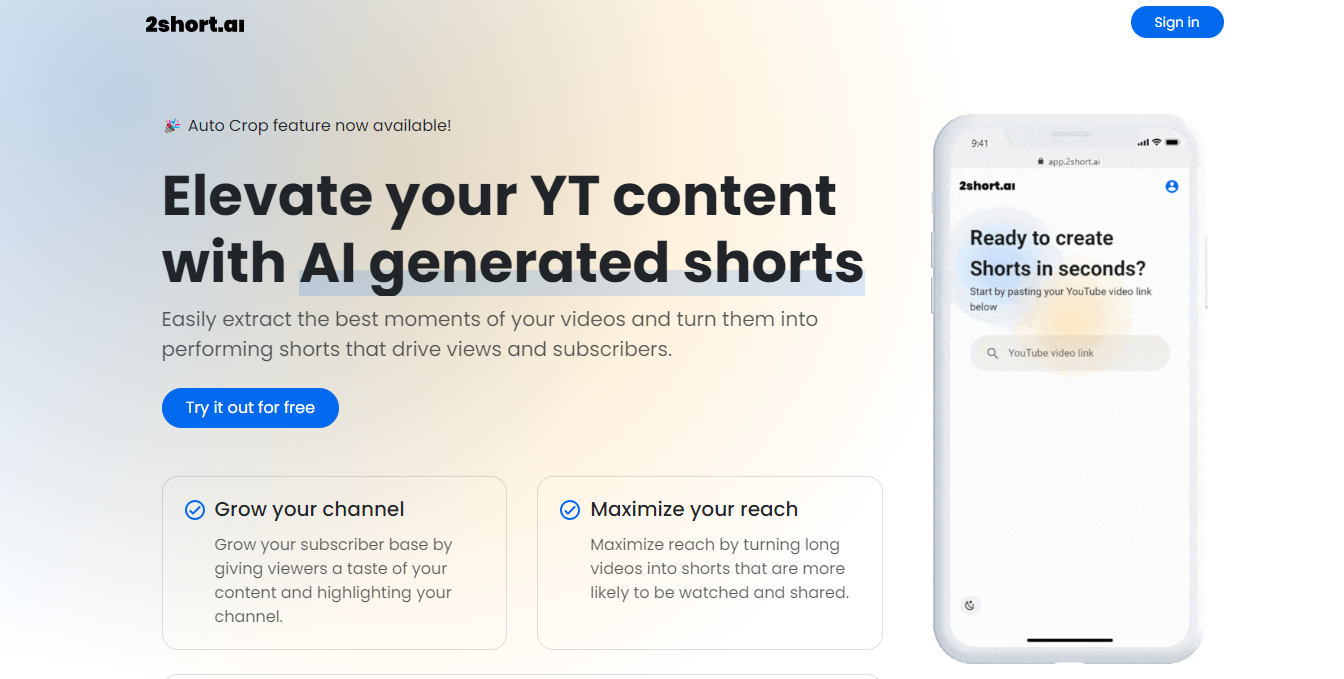 2short.aı
Sign in
🎉 Auto Crop feature now available!
Elevate your YT content
with AI generated shorts
Easily extract the best moments of your videos and turn them into
performing shorts that drive views and subscribers.
Try it out for free
Grow your channel
Grow your subscriber base by
giving viewers a taste of your
content and highlighting your
channel.
Maximize your reach
Maximize reach by turning long
videos into shorts that are more
likely to be watched and shared.
9:41
app.2short.ai
2short.aı
Ready to create
Shorts in seconds?
Start by pasting your YouTube video link
below
YouTube video link